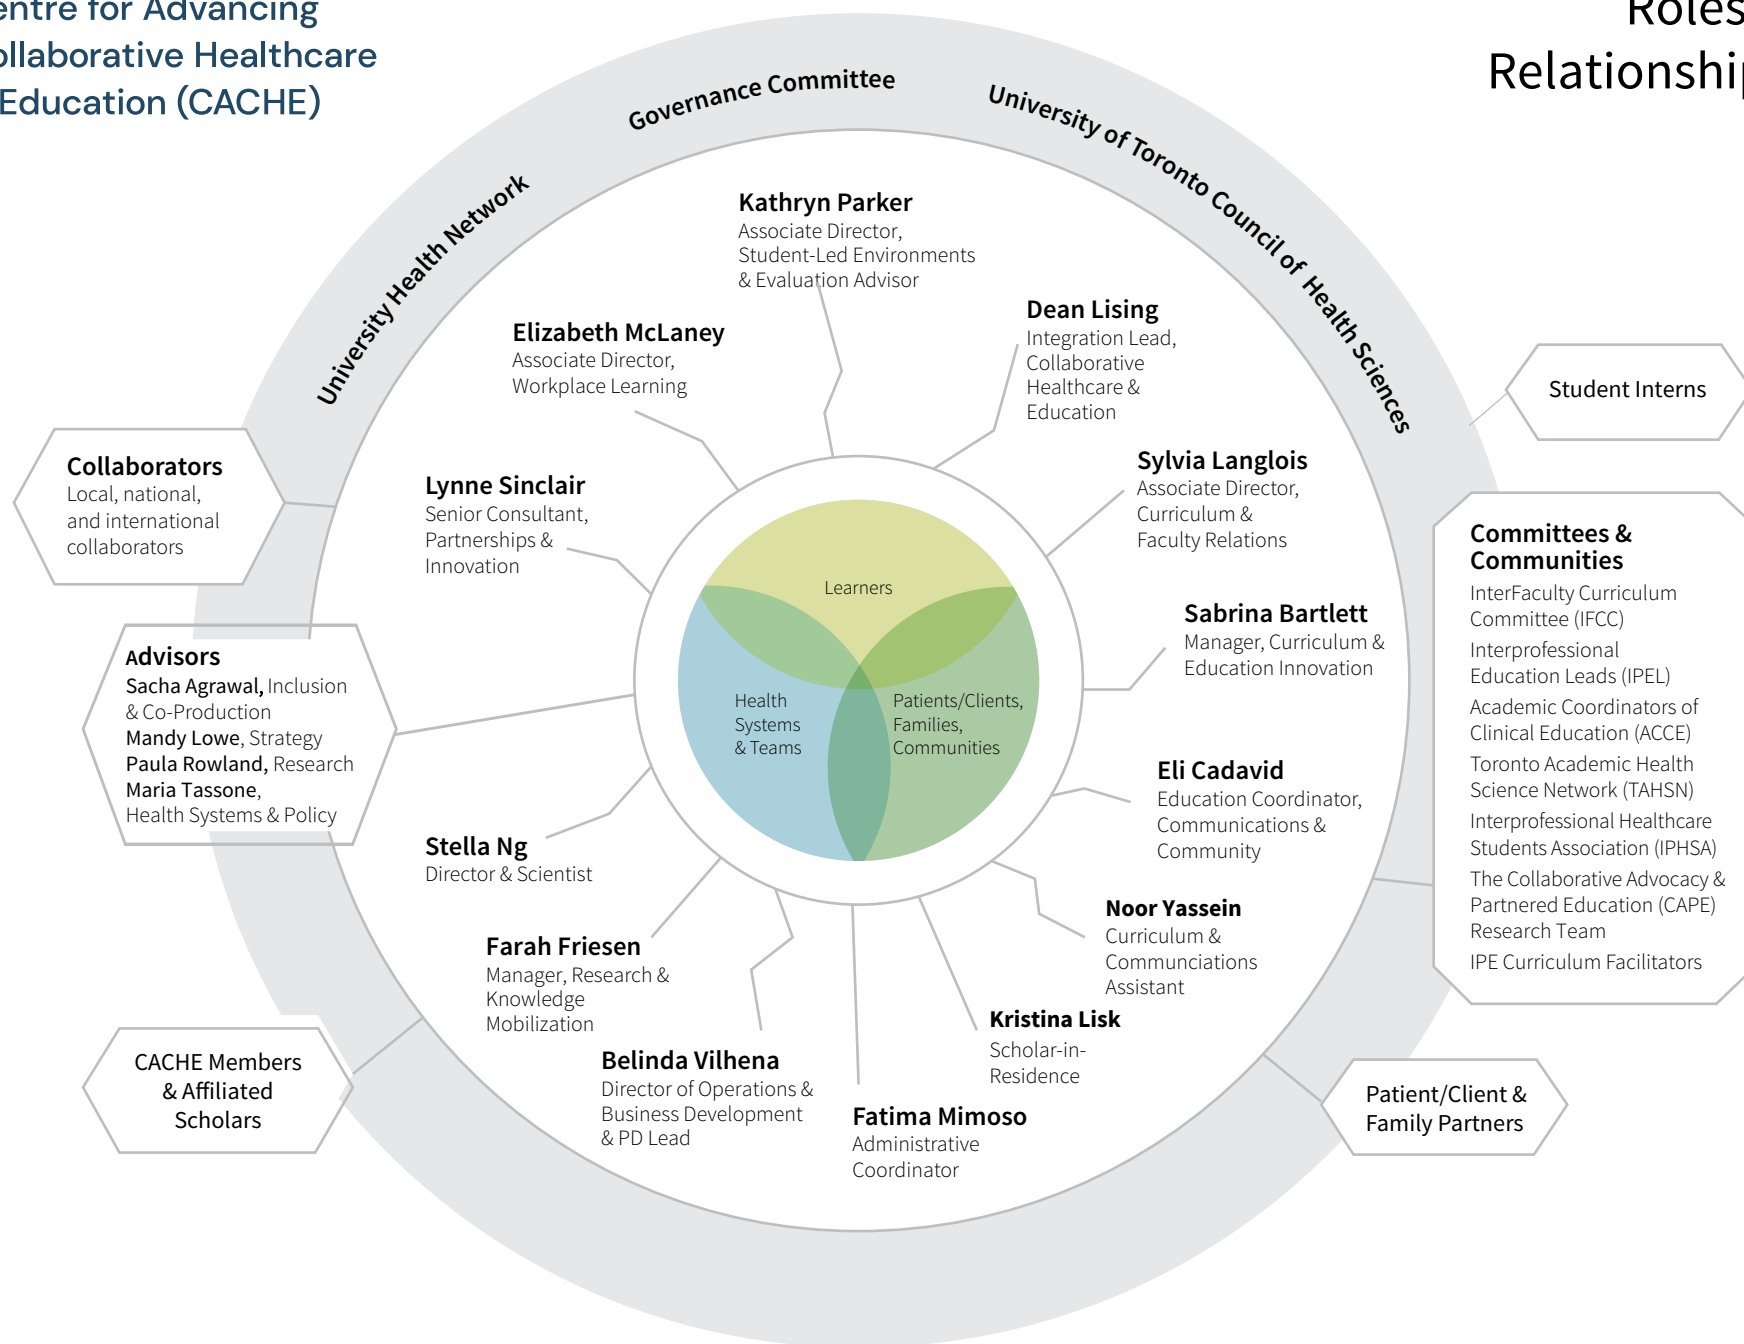 entre for Advancing
ollaborative Healthcare
Education (CACHE)
Roles
Relationship
Governance Committee
University of Toronto Council of Health Sciences
University Health Network
Kathryn Parker
Associate Director,
Student-Led Environments
& Evaluation Advisor
Dean Lising
Integration Lead,
Collaborative
Healthcare &
Education
Elizabeth McLaney
Associate Director,
Workplace Learning
Student Interns
Collaborators
Local, national,
and international
collaborators
Lynne Sinclair
Senior Consultant,
Partnerships &
Innovation
Sylvia Langlois
Associate Director,
Curriculum &
Faculty Relations
Committees &
Communities
InterFaculty Curriculum
Committee (IFCC)
Interprofessional
Education Leads (IPEL)
Academic Coordinators of
Clinical Education (ACCE)
Toronto Academic Health
Science Network (TAHSN)
Interprofessional Healthcare
Students Association (IPHSA)
The Collaborative Advocacy &
Partnered Education (CAPE)
Research Team
IPE Curriculum Facilitators
Learners
Health
Systems
& Teams
Patients/Clients,
Families,
Communities
Sabrina Bartlett
Manager, Curriculum &
Education Innovation
Advisors
Sacha Agrawal, Inclusion
& Co-Production
Mandy Lowe, Strategy
Paula Rowland, Research
Maria Tassone,
Health Systems & Policy
Eli Cadavid
Education Coordinator,
Communications &
Community
Stella Ng
Director & Scientist
Noor Yassein
Curriculum &
Communciations
Assistant
Farah Friesen
Manager, Research &
Knowledge
Mobilization
Kristina Lisk
Scholar-in-
Residence
CACHE Members
& Affiliated
Scholars
Belinda Vilhena
Director of Operations &
Business Development
& PD Lead
Fatima Mimoso
Administrative
Coordinator
Patient/Client &
Family Partners